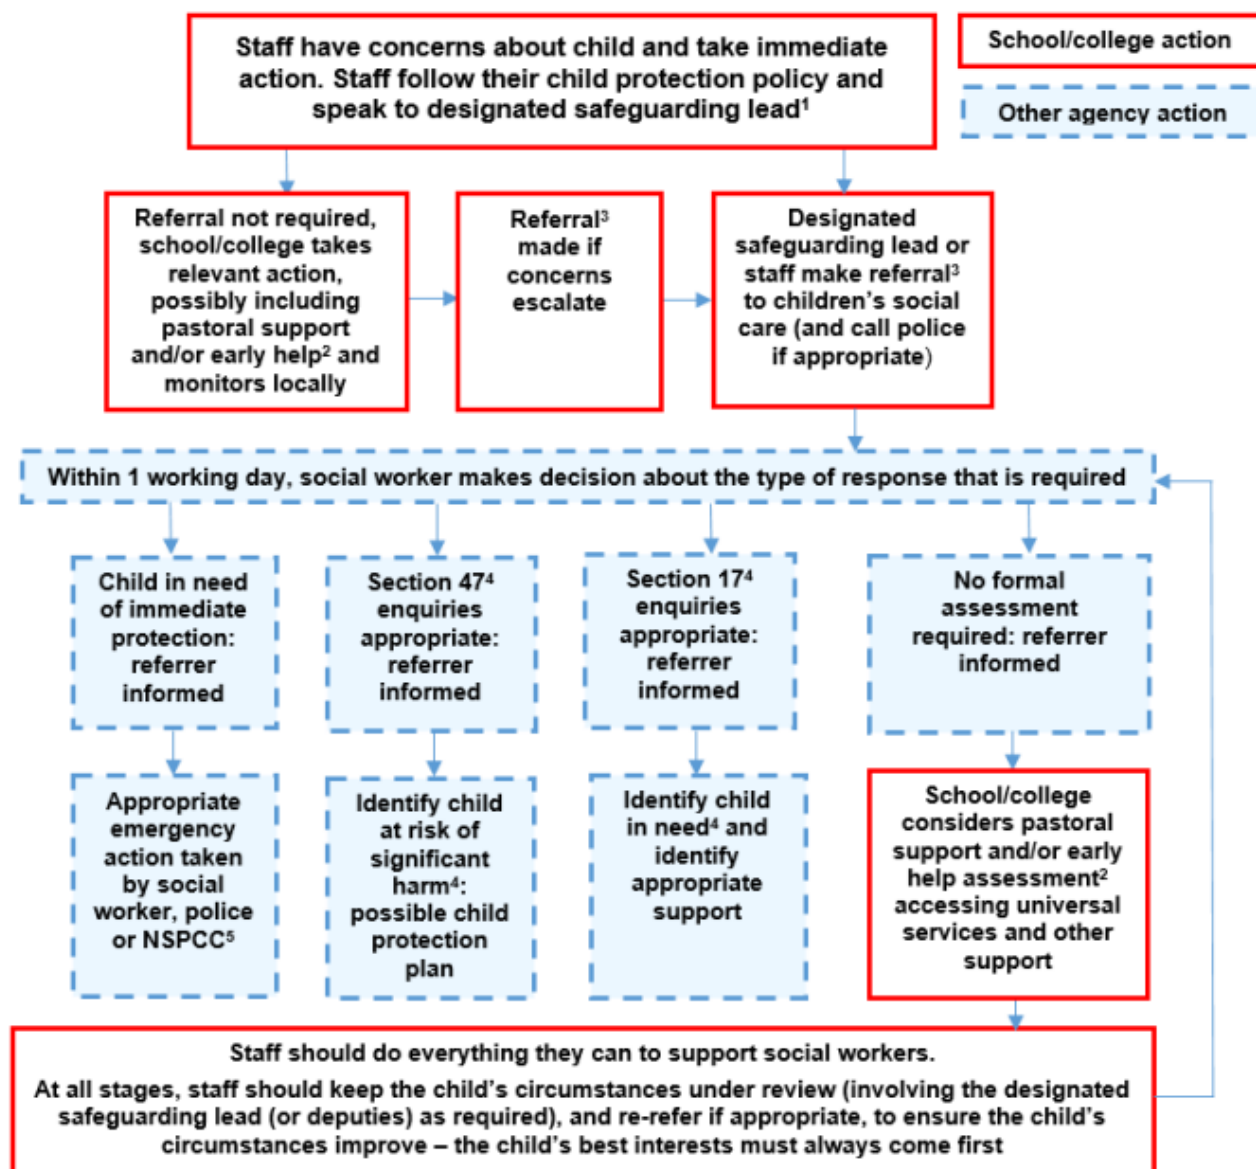 Staff have concerns about child and take immediate
action. Staff follow their child protection policy and
speak to designated safeguarding lead¹
School/college action
Other agency action
Referral not required,
school/college takes
relevant action,
possibly including
pastoral support
and/or early help² and
monitors locally
Referral³
made if
concerns
escalate
Designated
safeguarding lead or
staff make referral³
to children’s social
care (and call police
if appropriate)
Within 1 working day, social worker makes decision about the type of response that is required
Child in need
of immediate
protection:
referrer
informed
Section 47⁴
enquiries
appropriate:
referrer
informed
Section 17⁴
enquiries
appropriate:
referrer
informed
No formal
assessment
required: referrer
informed
Appropriate
emergency
action taken
by social
worker, police
or NSPCC⁵
Identify child
at risk of
significant
harm⁴:
possible child
protection
plan
Identify child
in need⁴ and
identify
appropriate
support
School/college
considers pastoral
support and/or early
help assessment²
accessing universal
services and other
support
Staff should do everything they can to support social workers.
At all stages, staff should keep the child’s circumstances under review (involving the designated
safeguarding lead (or deputies) as required), and re-refer if appropriate, to ensure the child’s
circumstances improve – the child’s best interests must always come first